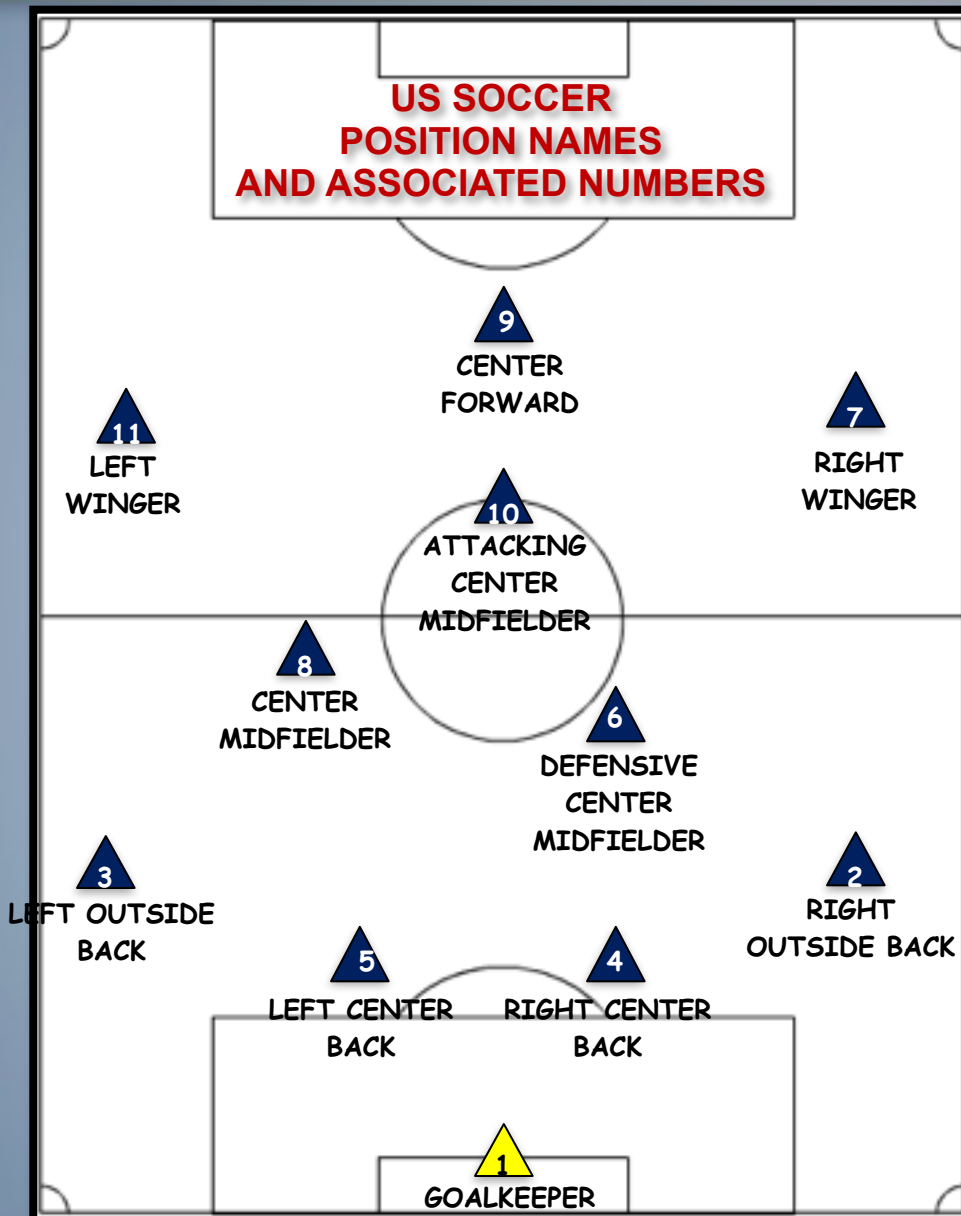 US SOCCER
POSITION NAMES
AND ASSOCIATED NUMBERS
9
CENTER
FORWARD
11
LEFT
WINGER
7
RIGHT
WINGER
10
ATTACKING
CENTER
MIDFIELDER
8
CENTER
MIDFIELDER
6
DEFENSIVE
CENTER
MIDFIELDER
3
LEFT OUTSIDE
BACK
2
RIGHT
OUTSIDE BACK
5
LEFT CENTER
BACK
4
RIGHT CENTER
BACK
1
GOALKEEPER